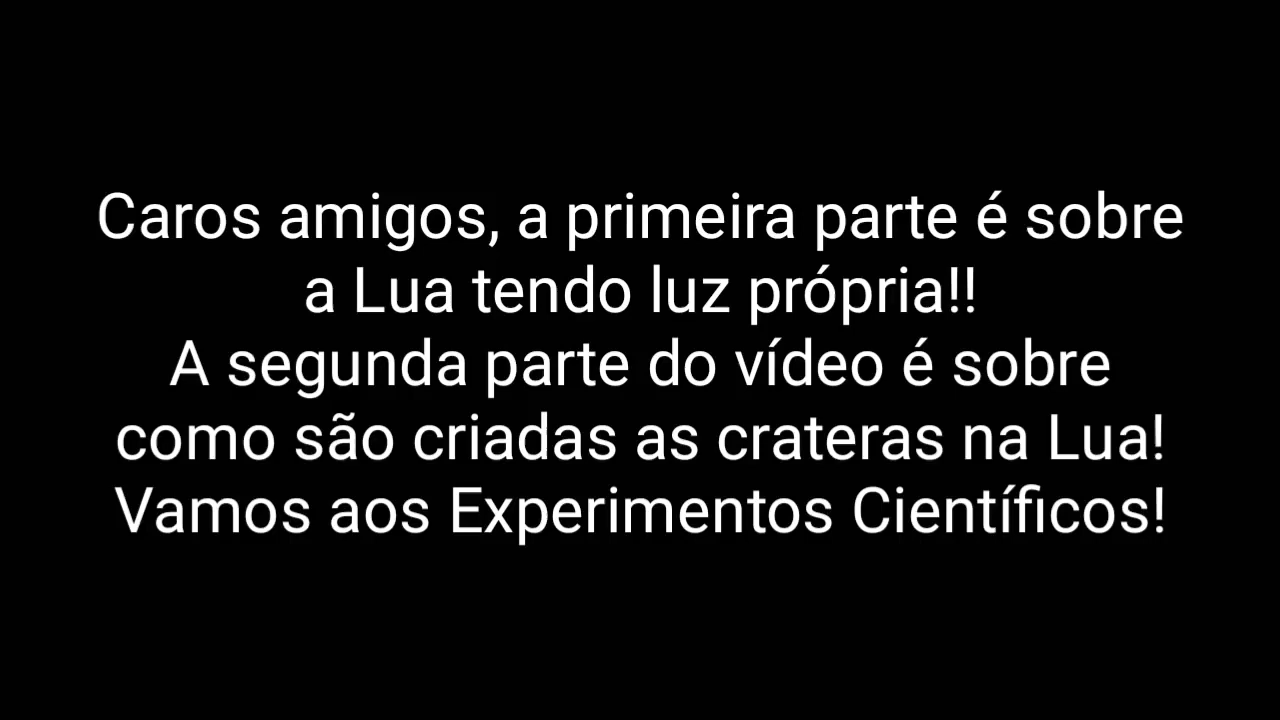 Caros amigos, a primeira parte é sobre
a Lua tendo luz própria!!
A segunda parte do vídeo é sobre
como são criadas as crateras na Lua!
Vamos aos Experimentos Científicos!